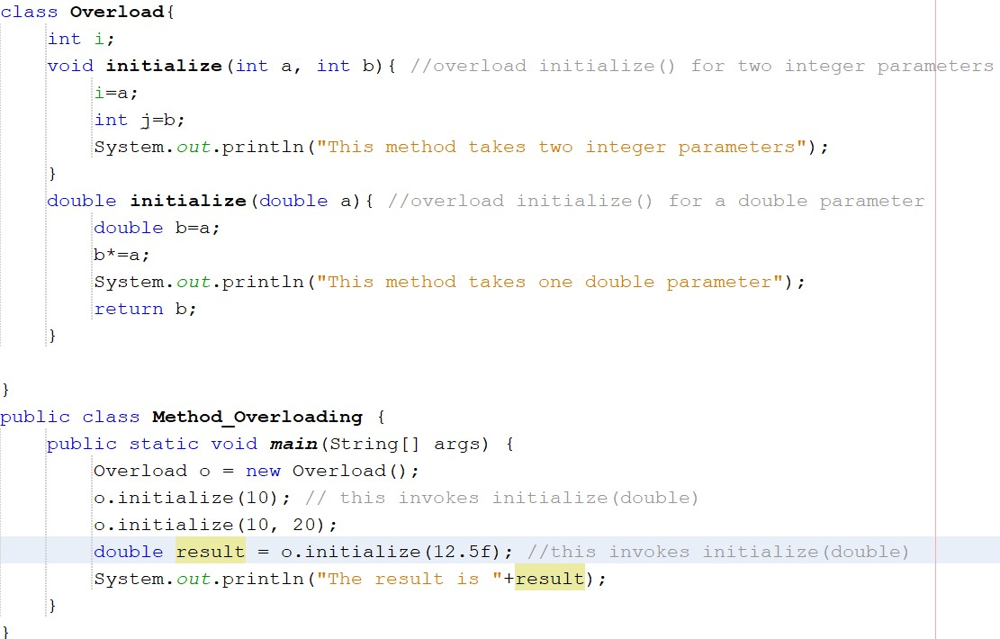 class Overload{
int i;
void initialize(int a, int b){ //overload initialize() for two integer parameters
i=a;
int j=b;
System.out.println("This method takes two integer parameters");
}
double initialize(double a){ //overload initialize() for a double parameter
double b=a;
b*=a;
System.out.println("This method takes one double parameter");
return b;
}
}
public class Method_Overloading {
public static void main(String[] args) {
Overload o = new Overload();
o.initialize(10); // this invokes initialize(double)
o.initialize(10, 20);
double result = o.initialize(12.5f); //this invokes initialize(double)
System.out.println("The result is "+result);
}
}